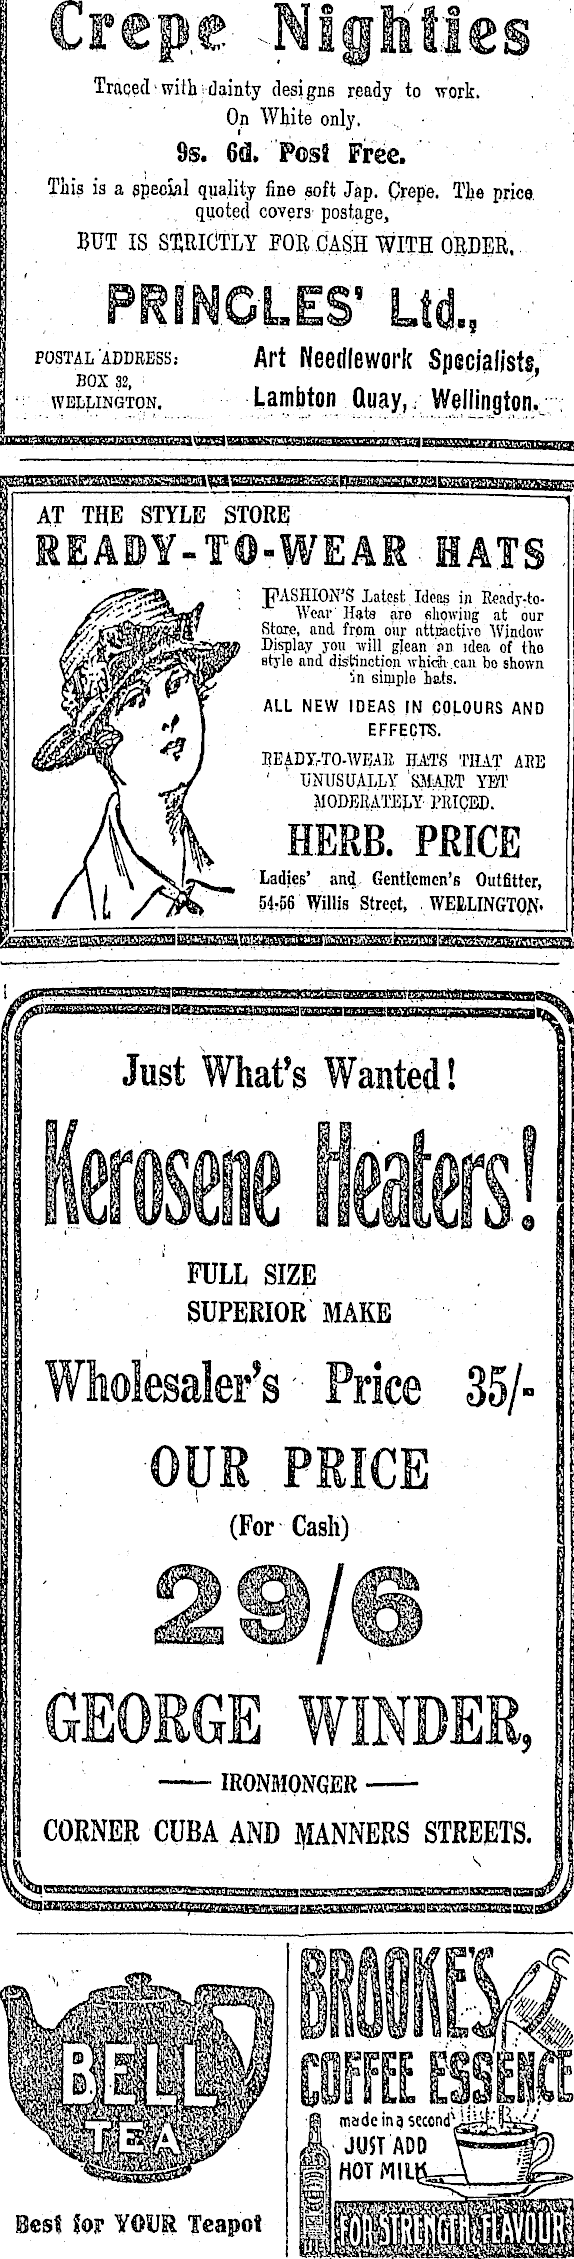 Crepe Nighties
Traced with dainty designs ready to work.
On White only.
9s. 6d. Post Free.
This is a special quality fine soft Jap. Crepe. The price
quoted covers postage,
BUT IS STRICTLY FOR CASH WITH ORDER.
PRINGLES' Ltd.,
POSTAL ADDRESS:
BOX 32,
WELLINGTON.
Art Needlework Specialists,
Lambton Quay, Wellington.
AT THE STYLE STORE
READY-TO-WEAR HATS
FASHION'S Latest Ideas in Ready-to-
Wear Hats are showing at our
Store, and from our attractive Window
Display you will glean an idea of the
style and distinction which can be shown
in simple hats.
ALL NEW IDEAS IN COLOURS AND
EFFECTS.
READY-TO-WEAR HATS THAT ARE
UNUSUALLY SMART YET
MODERATELY PRICED.
HERB. PRICE
Ladies' and Gentlemen's Outfitter,
54-56 Willis Street, WELLINGTON.
Just What's Wanted!
Kerosene Heaters!
FULL SIZE
SUPERIOR MAKE
Wholesaler's Price 35/-
OUR PRICE
(For Cash)
29/6
GEORGE WINDER,
IRONMONGER
CORNER CUBA AND MANNERS STREETS.
BELL
TEA
Best for YOUR Teapot
BROOKE'S
COFFEE ESSENCE
made in a second
JUST ADD
HOT MILK
FOR STRENGTH & FLAVOUR